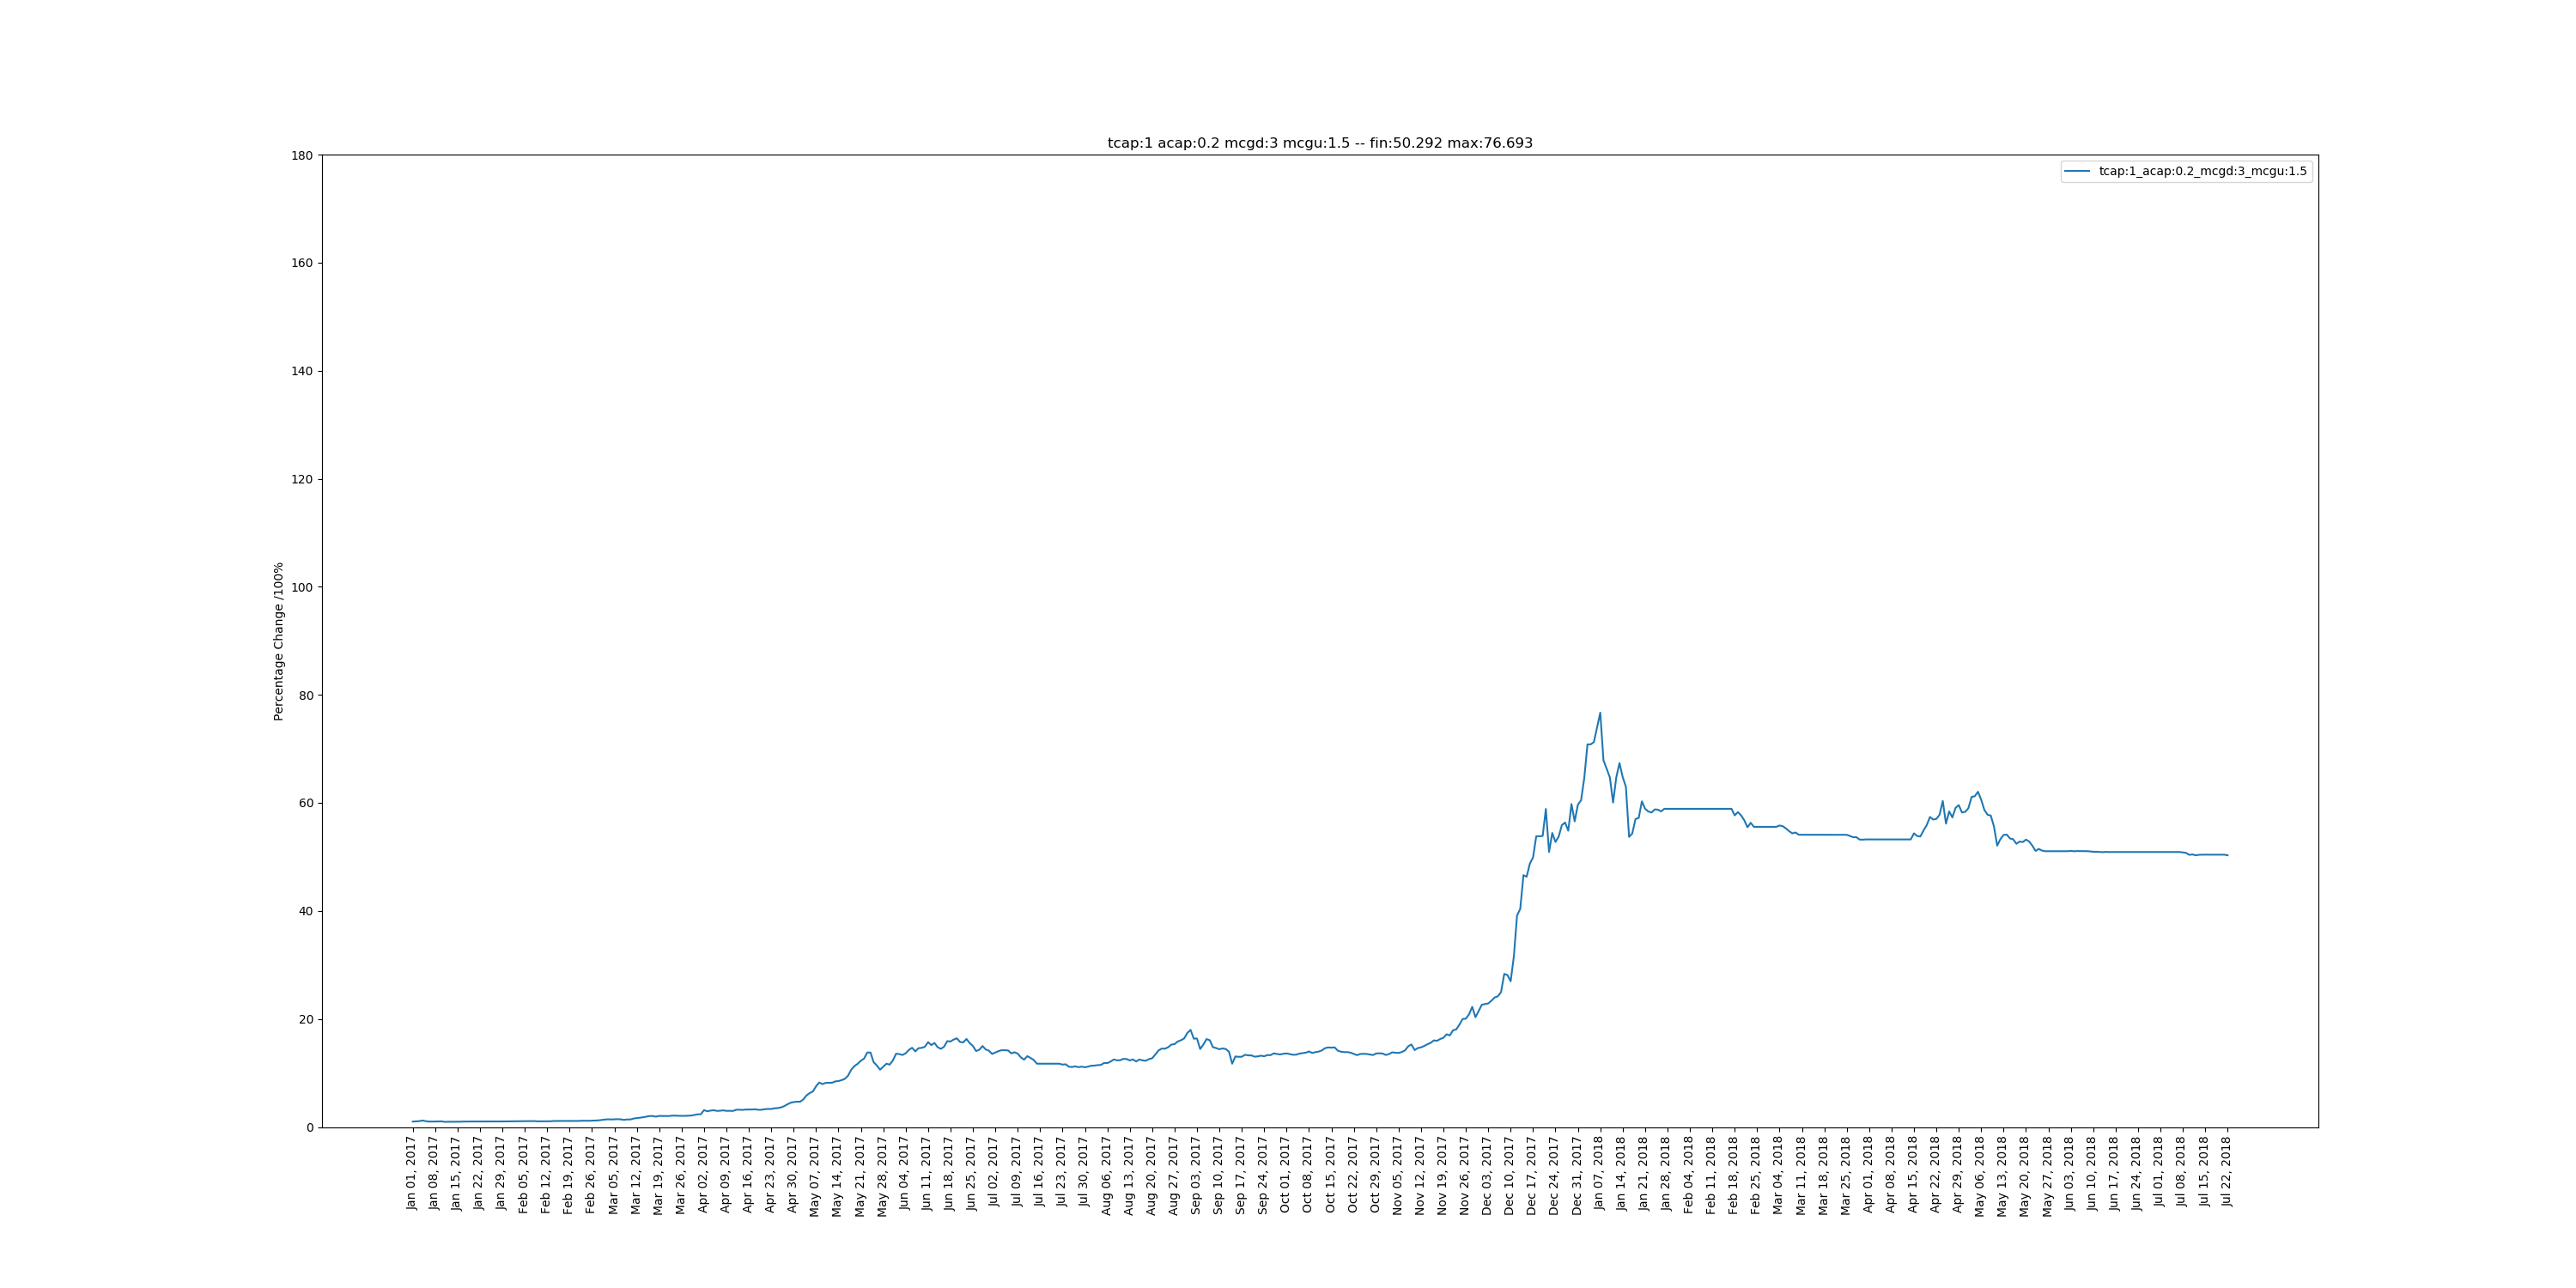 tcap:1 acap:0.2 mcgd:3 mcgu:1.5 -- fin:50.292 max:76.693
tcap:1_acap:0.2_mcgd:3_mcgu:1.5
Percentage Change /100%
180
160
140
120
100
80
60
40
20
0
Jan 01, 2017
Jan 08, 2017
Jan 15, 2017
Jan 22, 2017
Jan 29, 2017
Feb 05, 2017
Feb 12, 2017
Feb 19, 2017
Feb 26, 2017
Mar 05, 2017
Mar 12, 2017
Mar 19, 2017
Mar 26, 2017
Apr 02, 2017
Apr 09, 2017
Apr 16, 2017
Apr 23, 2017
Apr 30, 2017
May 07, 2017
May 14, 2017
May 21, 2017
May 28, 2017
Jun 04, 2017
Jun 11, 2017
Jun 18, 2017
Jun 25, 2017
Jul 02, 2017
Jul 09, 2017
Jul 16, 2017
Jul 23, 2017
Jul 30, 2017
Aug 06, 2017
Aug 13, 2017
Aug 20, 2017
Aug 27, 2017
Sep 03, 2017
Sep 10, 2017
Sep 17, 2017
Sep 24, 2017
Oct 01, 2017
Oct 08, 2017
Oct 15, 2017
Oct 22, 2017
Oct 29, 2017
Nov 05, 2017
Nov 12, 2017
Nov 19, 2017
Nov 26, 2017
Dec 03, 2017
Dec 10, 2017
Dec 17, 2017
Dec 24, 2017
Dec 31, 2017
Jan 07, 2018
Jan 14, 2018
Jan 21, 2018
Jan 28, 2018
Feb 04, 2018
Feb 11, 2018
Feb 18, 2018
Feb 25, 2018
Mar 04, 2018
Mar 11, 2018
Mar 18, 2018
Mar 25, 2018
Apr 01, 2018
Apr 08, 2018
Apr 15, 2018
Apr 22, 2018
Apr 29, 2018
May 06, 2018
May 13, 2018
May 20, 2018
May 27, 2018
Jun 03, 2018
Jun 10, 2018
Jun 17, 2018
Jun 24, 2018
Jul 01, 2018
Jul 08, 2018
Jul 15, 2018
Jul 22, 2018